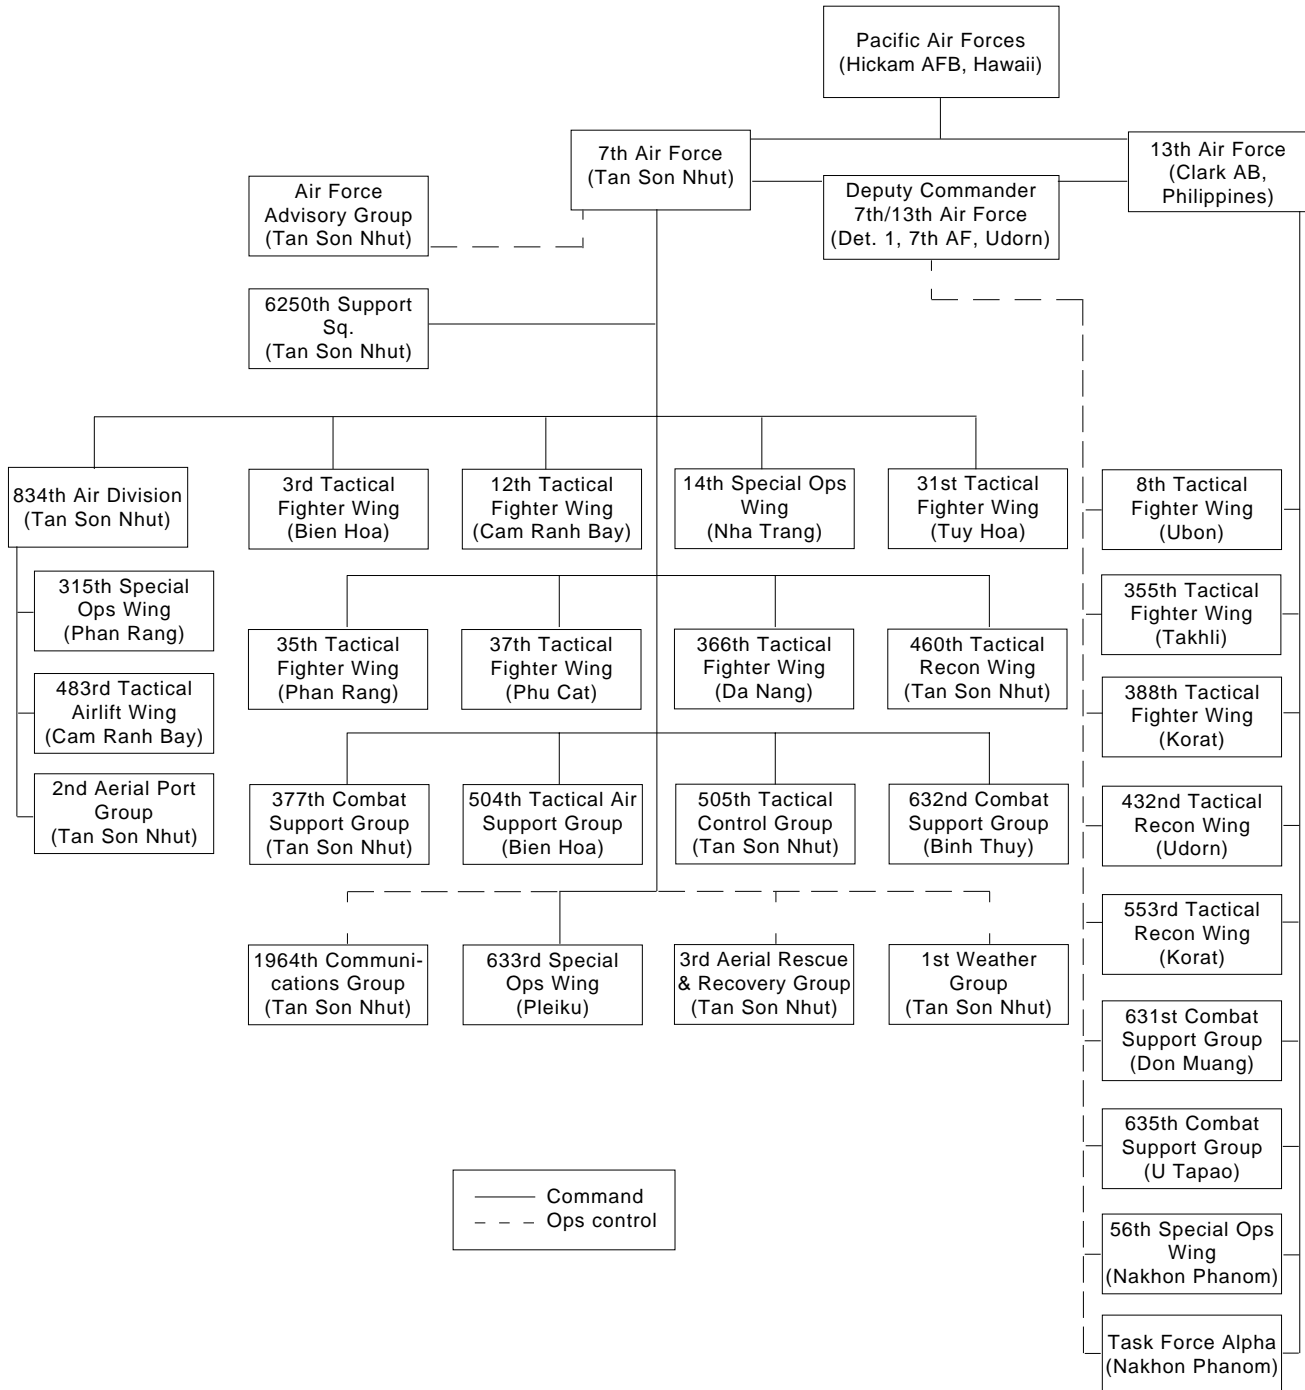 Pacific Air Forces
(Hickam AFB, Hawaii)
7th Air Force
(Tan Son Nhut)
13th Air Force
(Clark AB,
Philippines)
Air Force
Advisory Group
(Tan Son Nhut)
Deputy Commander
7th/13th Air Force
(Det. 1, 7th AF, Udorn)
6250th Support
Sq.
(Tan Son Nhut)
834th Air Division
(Tan Son Nhut)
3rd Tactical
Fighter Wing
(Bien Hoa)
12th Tactical
Fighter Wing
(Cam Ranh Bay)
14th Special Ops
Wing
(Nha Trang)
31st Tactical
Fighter Wing
(Tuy Hoa)
8th Tactical
Fighter Wing
(Ubon)
315th Special
Ops Wing
(Phan Rang)
35th Tactical
Fighter Wing
(Phan Rang)
37th Tactical
Fighter Wing
(Phu Cat)
366th Tactical
Fighter Wing
(Da Nang)
460th Tactical
Recon Wing
(Tan Son Nhut)
355th Tactical
Fighter Wing
(Takhli)
483rd Tactical
Airlift Wing
(Cam Ranh Bay)
388th Tactical
Fighter Wing
(Korat)
2nd Aerial Port
Group
(Tan Son Nhut)
377th Combat
Support Group
(Tan Son Nhut)
504th Tactical Air
Support Group
(Bien Hoa)
505th Tactical
Control Group
(Tan Son Nhut)
632nd Combat
Support Group
(Binh Thuy)
432nd Tactical
Recon Wing
(Udorn)
1964th Communi-
cations Group
(Tan Son Nhut)
633rd Special
Ops Wing
(Pleiku)
3rd Aerial Rescue
& Recovery Group
(Tan Son Nhut)
1st Weather
Group
(Tan Son Nhut)
553rd Tactical
Recon Wing
(Korat)
631st Combat
Support Group
(Don Muang)
635th Combat
Support Group
(U Tapao)
Command
Ops control
56th Special Ops
Wing
(Nakhon Phanom)
Task Force Alpha
(Nakhon Phanom)